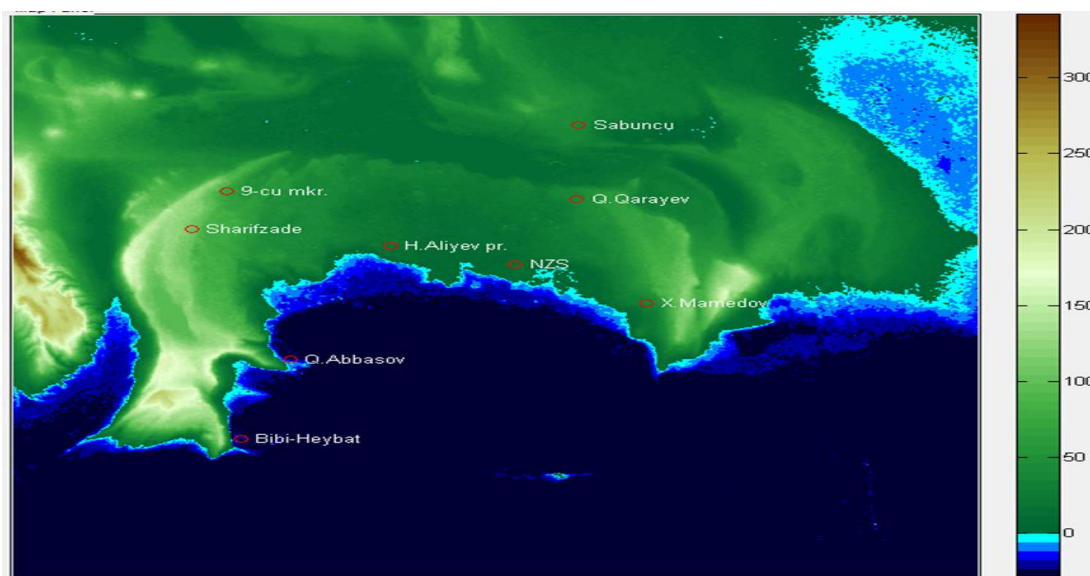 Sabuncu
9-cu mkr.
Q.Qarayev
Sharifzade
H.Aliyev pr.
NZS
X.Mamedov
Q.Abbasov
Bibi-Heybat
300
250
200
150
100
50
0